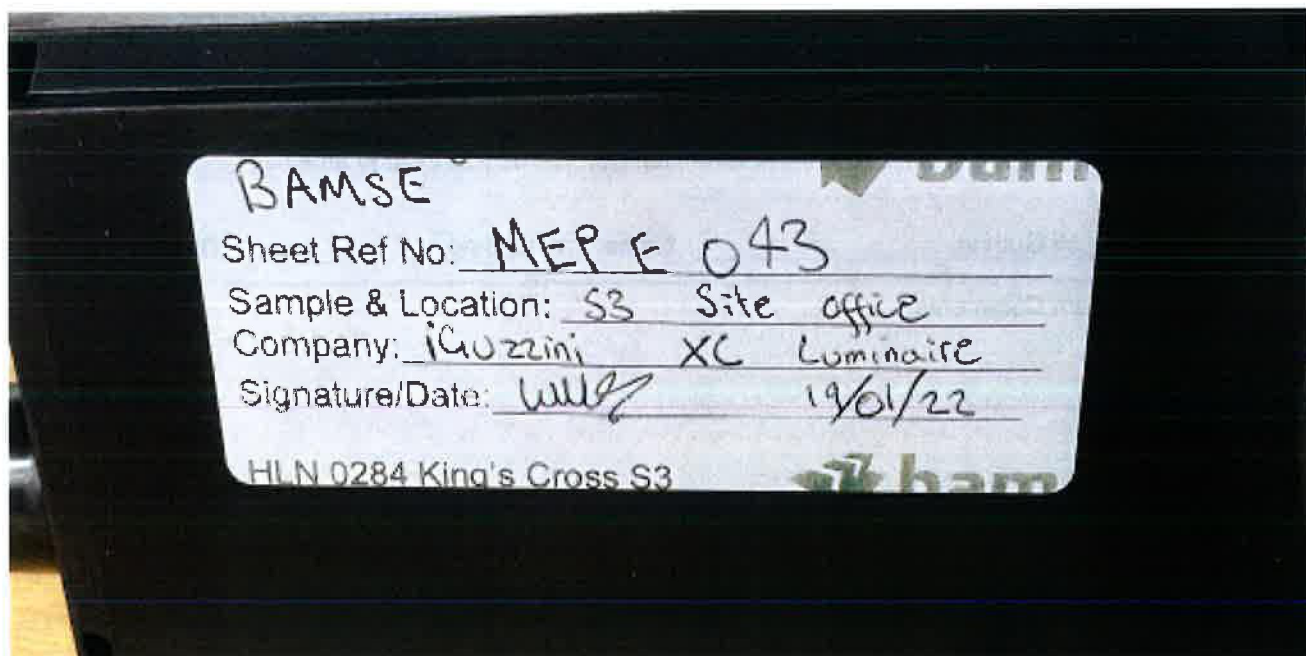 BAMSE
bam
Sheet Ref No: MEP E 043
Sample & Location: S3 Site office
Company: iGuzzini XC Luminaire
Signature/Date: 19/01/22
HLN 0284 King's Cross S3
bam